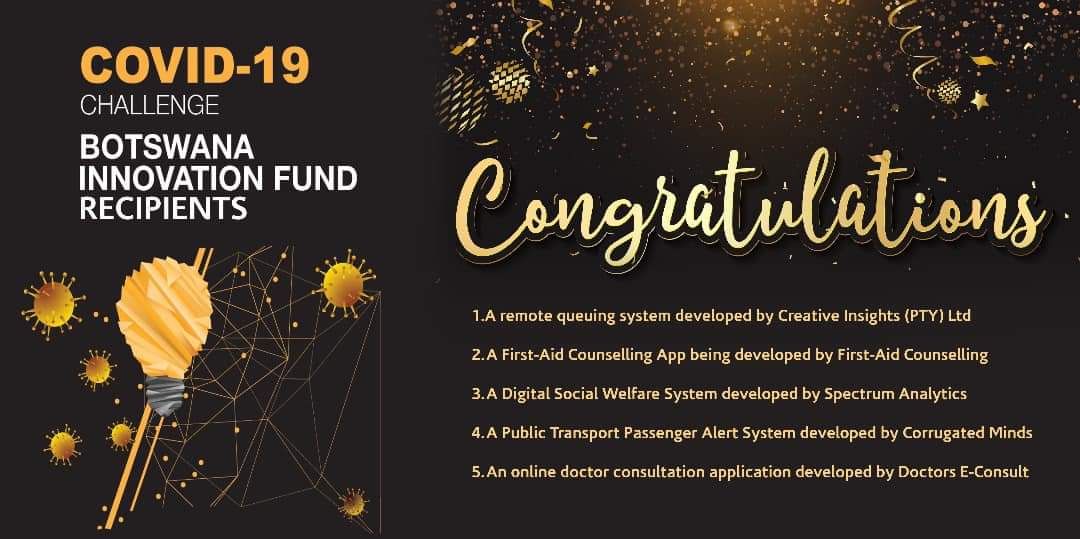 COVID-19
CHALLENGE
BOTSWANA
INNOVATION FUND
RECIPIENTS
Congratulations
1.A remote queuing system developed by Creative Insights (PTY) Ltd
2.A First-Aid Counselling App being developed by First-Aid Counselling
3.A Digital Social Welfare System developed by Spectrum Analytics
4.A Public Transport Passenger Alert System developed by Corrugated Minds
5.An online doctor consultation application developed by Doctors E-Consult